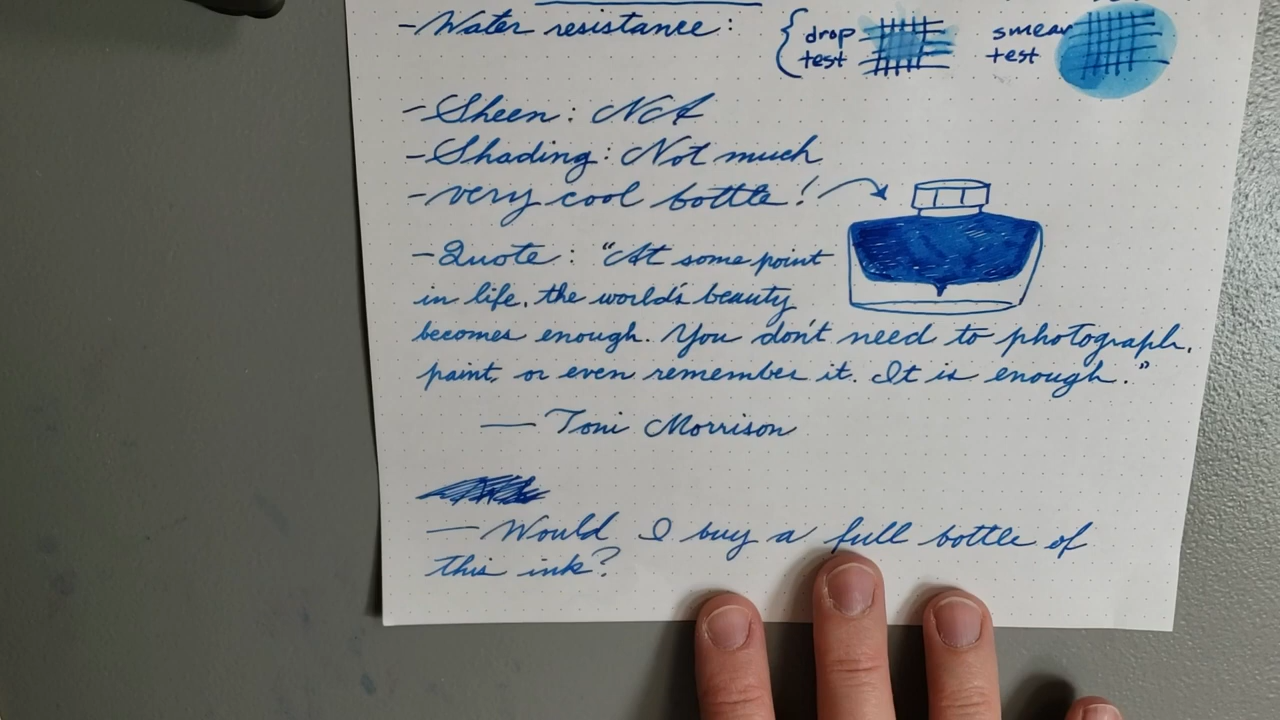 - Water resistance: { drop test smear test
- Sheen: NA
- Shading: Not much
- very cool bottle!
- Quote: "At some point
in life, the world's beauty
becomes enough. You don't need to photograph,
paint, or even remember it. It is enough."
— Toni Morrison
— Would I buy a full bottle of
this ink?